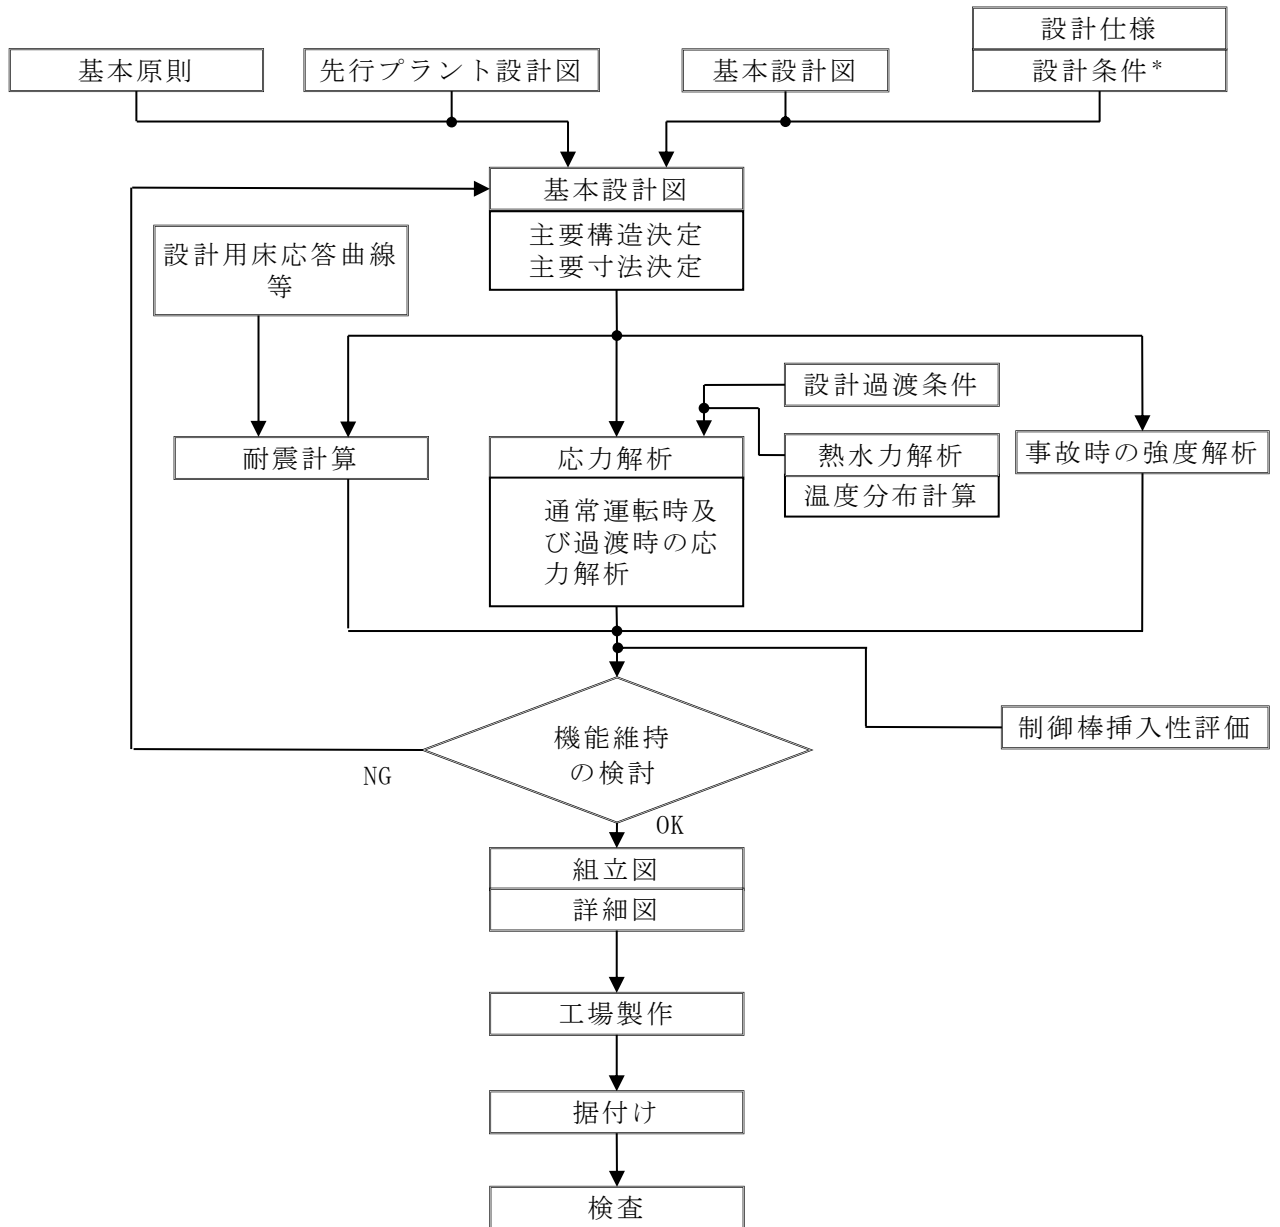 設計仕様
基本原則
先行プラント設計図
基本設計図
設計条件*
基本設計図
主要構造決定
主要寸法決定
設計用床応答曲線
等
設計過渡条件
耐震計算
応力解析
熱水力解析
事故時の強度解析
温度分布計算
通常運転時及
び過渡時の応
力解析
制御棒挿入性評価
機能維持
の検討
NG
OK
組立図
詳細図
工場製作
据付け
検査